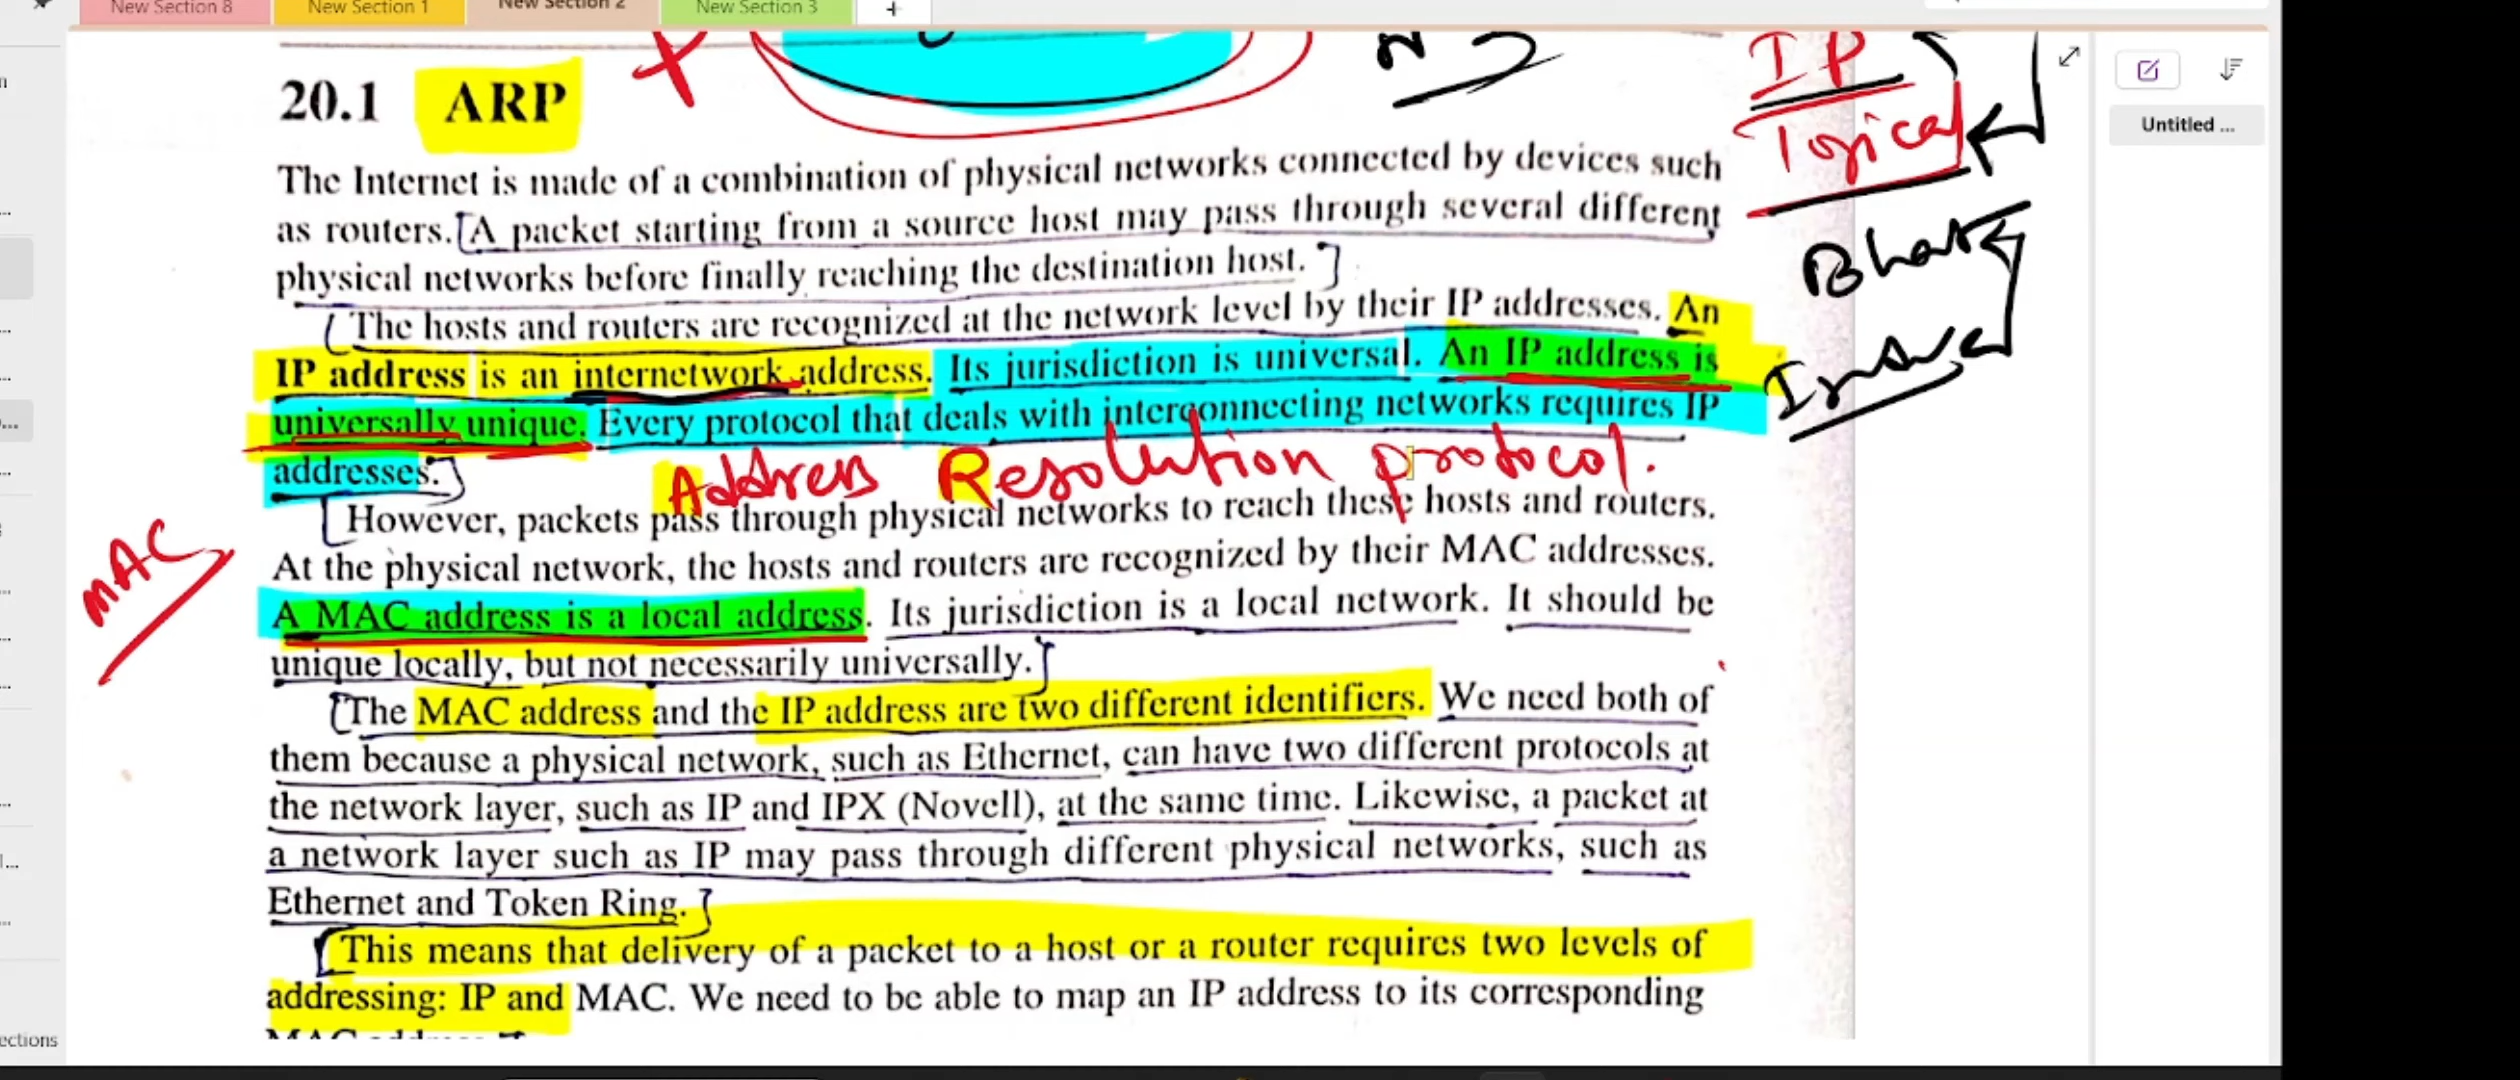 New Section 8
New Section 1
New Section 2
New Section 3
+
IP
Logical
20.1 ARP
Untitled ...
The Internet is made of a combination of physical networks connected by devices such
as routers. [A packet starting from a source host may pass through several different
physical networks before finally reaching the destination host.]
(The hosts and routers are recognized at the network level by their IP addresses. An
IP address is an internetwork address. Its jurisdiction is universal. An IP address is
universally unique. Every protocol that deals with interconnecting networks requires IP
addresses.]
Address Resolution protocol.
[However, packets pass through physical networks to reach these hosts and routers.
MAC
At the physical network, the hosts and routers are recognized by their MAC addresses.
A MAC address is a local address. Its jurisdiction is a local network. It should be
unique locally, but not necessarily universally.]
[The MAC address and the IP address are two different identifiers. We need both of
them because a physical network, such as Ethernet, can have two different protocols at
the network layer, such as IP and IPX (Novell), at the same time. Likewise, a packet at
a network layer such as IP may pass through different physical networks, such as
Ethernet and Token Ring.]
[This means that delivery of a packet to a host or a router requires two levels of
addressing: IP and MAC. We need to be able to map an IP address to its corresponding
ections